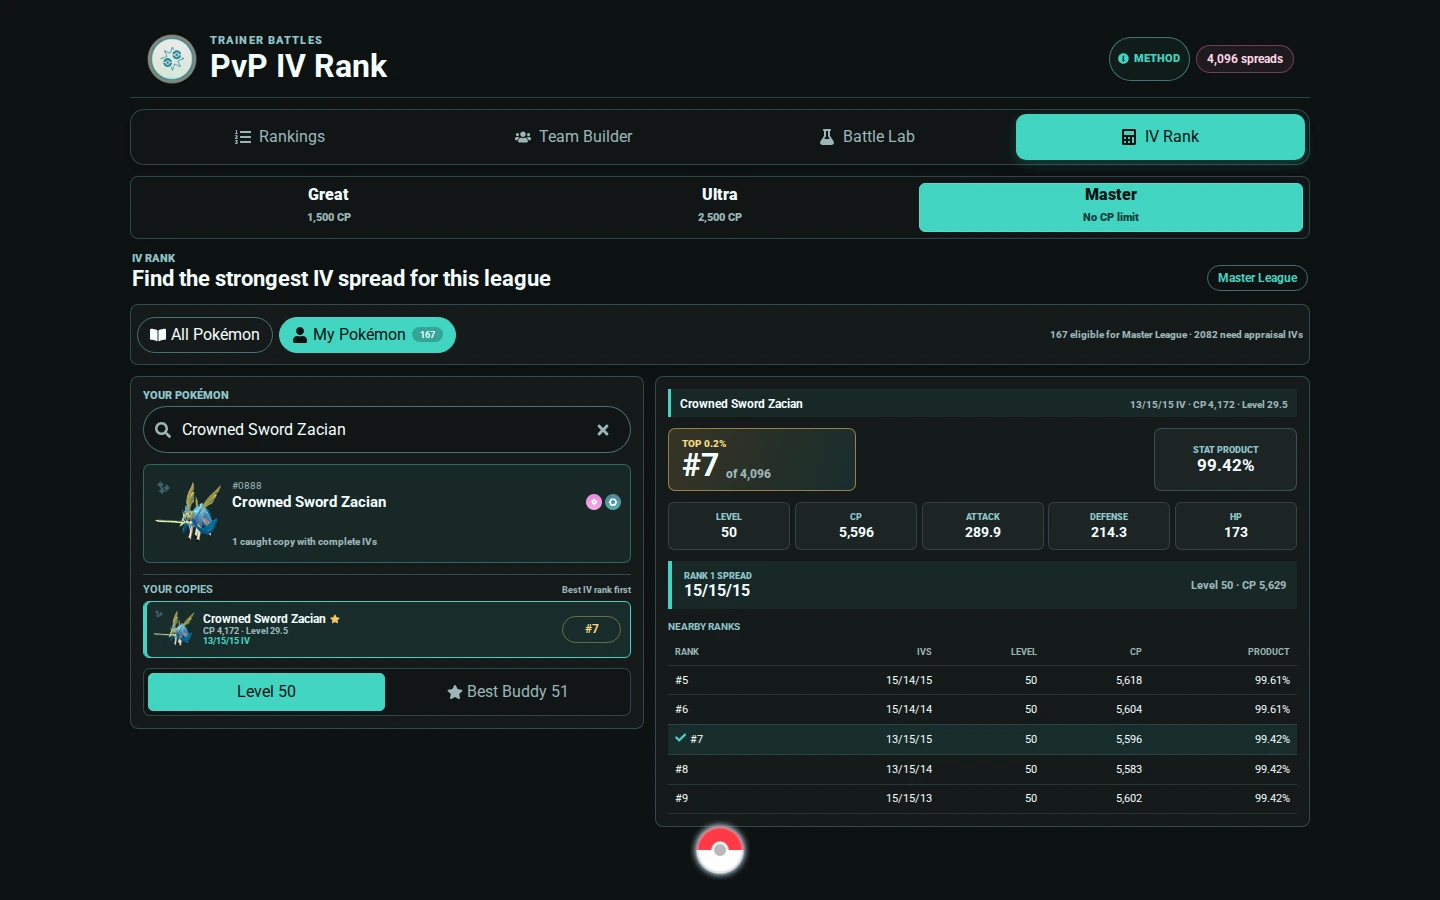 TRAINER BATTLES
PvP IV Rank
METHOD
4,096 spreads
Rankings
Team Builder
Battle Lab
IV Rank
Great
1,500 CP
Ultra
2,500 CP
Master
No CP limit
IV RANK
Find the strongest IV spread for this league
Master League
All Pokémon
My Pokémon 167
167 eligible for Master League · 2082 need appraisal IVs
YOUR POKÉMON
Crowned Sword Zacian
#0888
Crowned Sword Zacian
1 caught copy with complete IVs
YOUR COPIES
Best IV rank first
Crowned Sword Zacian
CP 4,172 · Level 29.5
13/15/15 IV
#7
Level 50
Best Buddy 51
Crowned Sword Zacian
13/15/15 IV · CP 4,172 · Level 29.5
TOP 0.2%
#7 of 4,096
STAT PRODUCT
99.42%
LEVEL
50
CP
5,596
ATTACK
289.9
DEFENSE
214.3
HP
173
RANK 1 SPREAD
15/15/15
Level 50 · CP 5,629
NEARBY RANKS
RANK IVS LEVEL CP PRODUCT
#5 15/14/15 50 5,618 99.61%
#6 15/14/14 50 5,604 99.61%
#7 13/15/15 50 5,596 99.42%
#8 13/15/14 50 5,583 99.42%
#9 15/15/13 50 5,602 99.42%